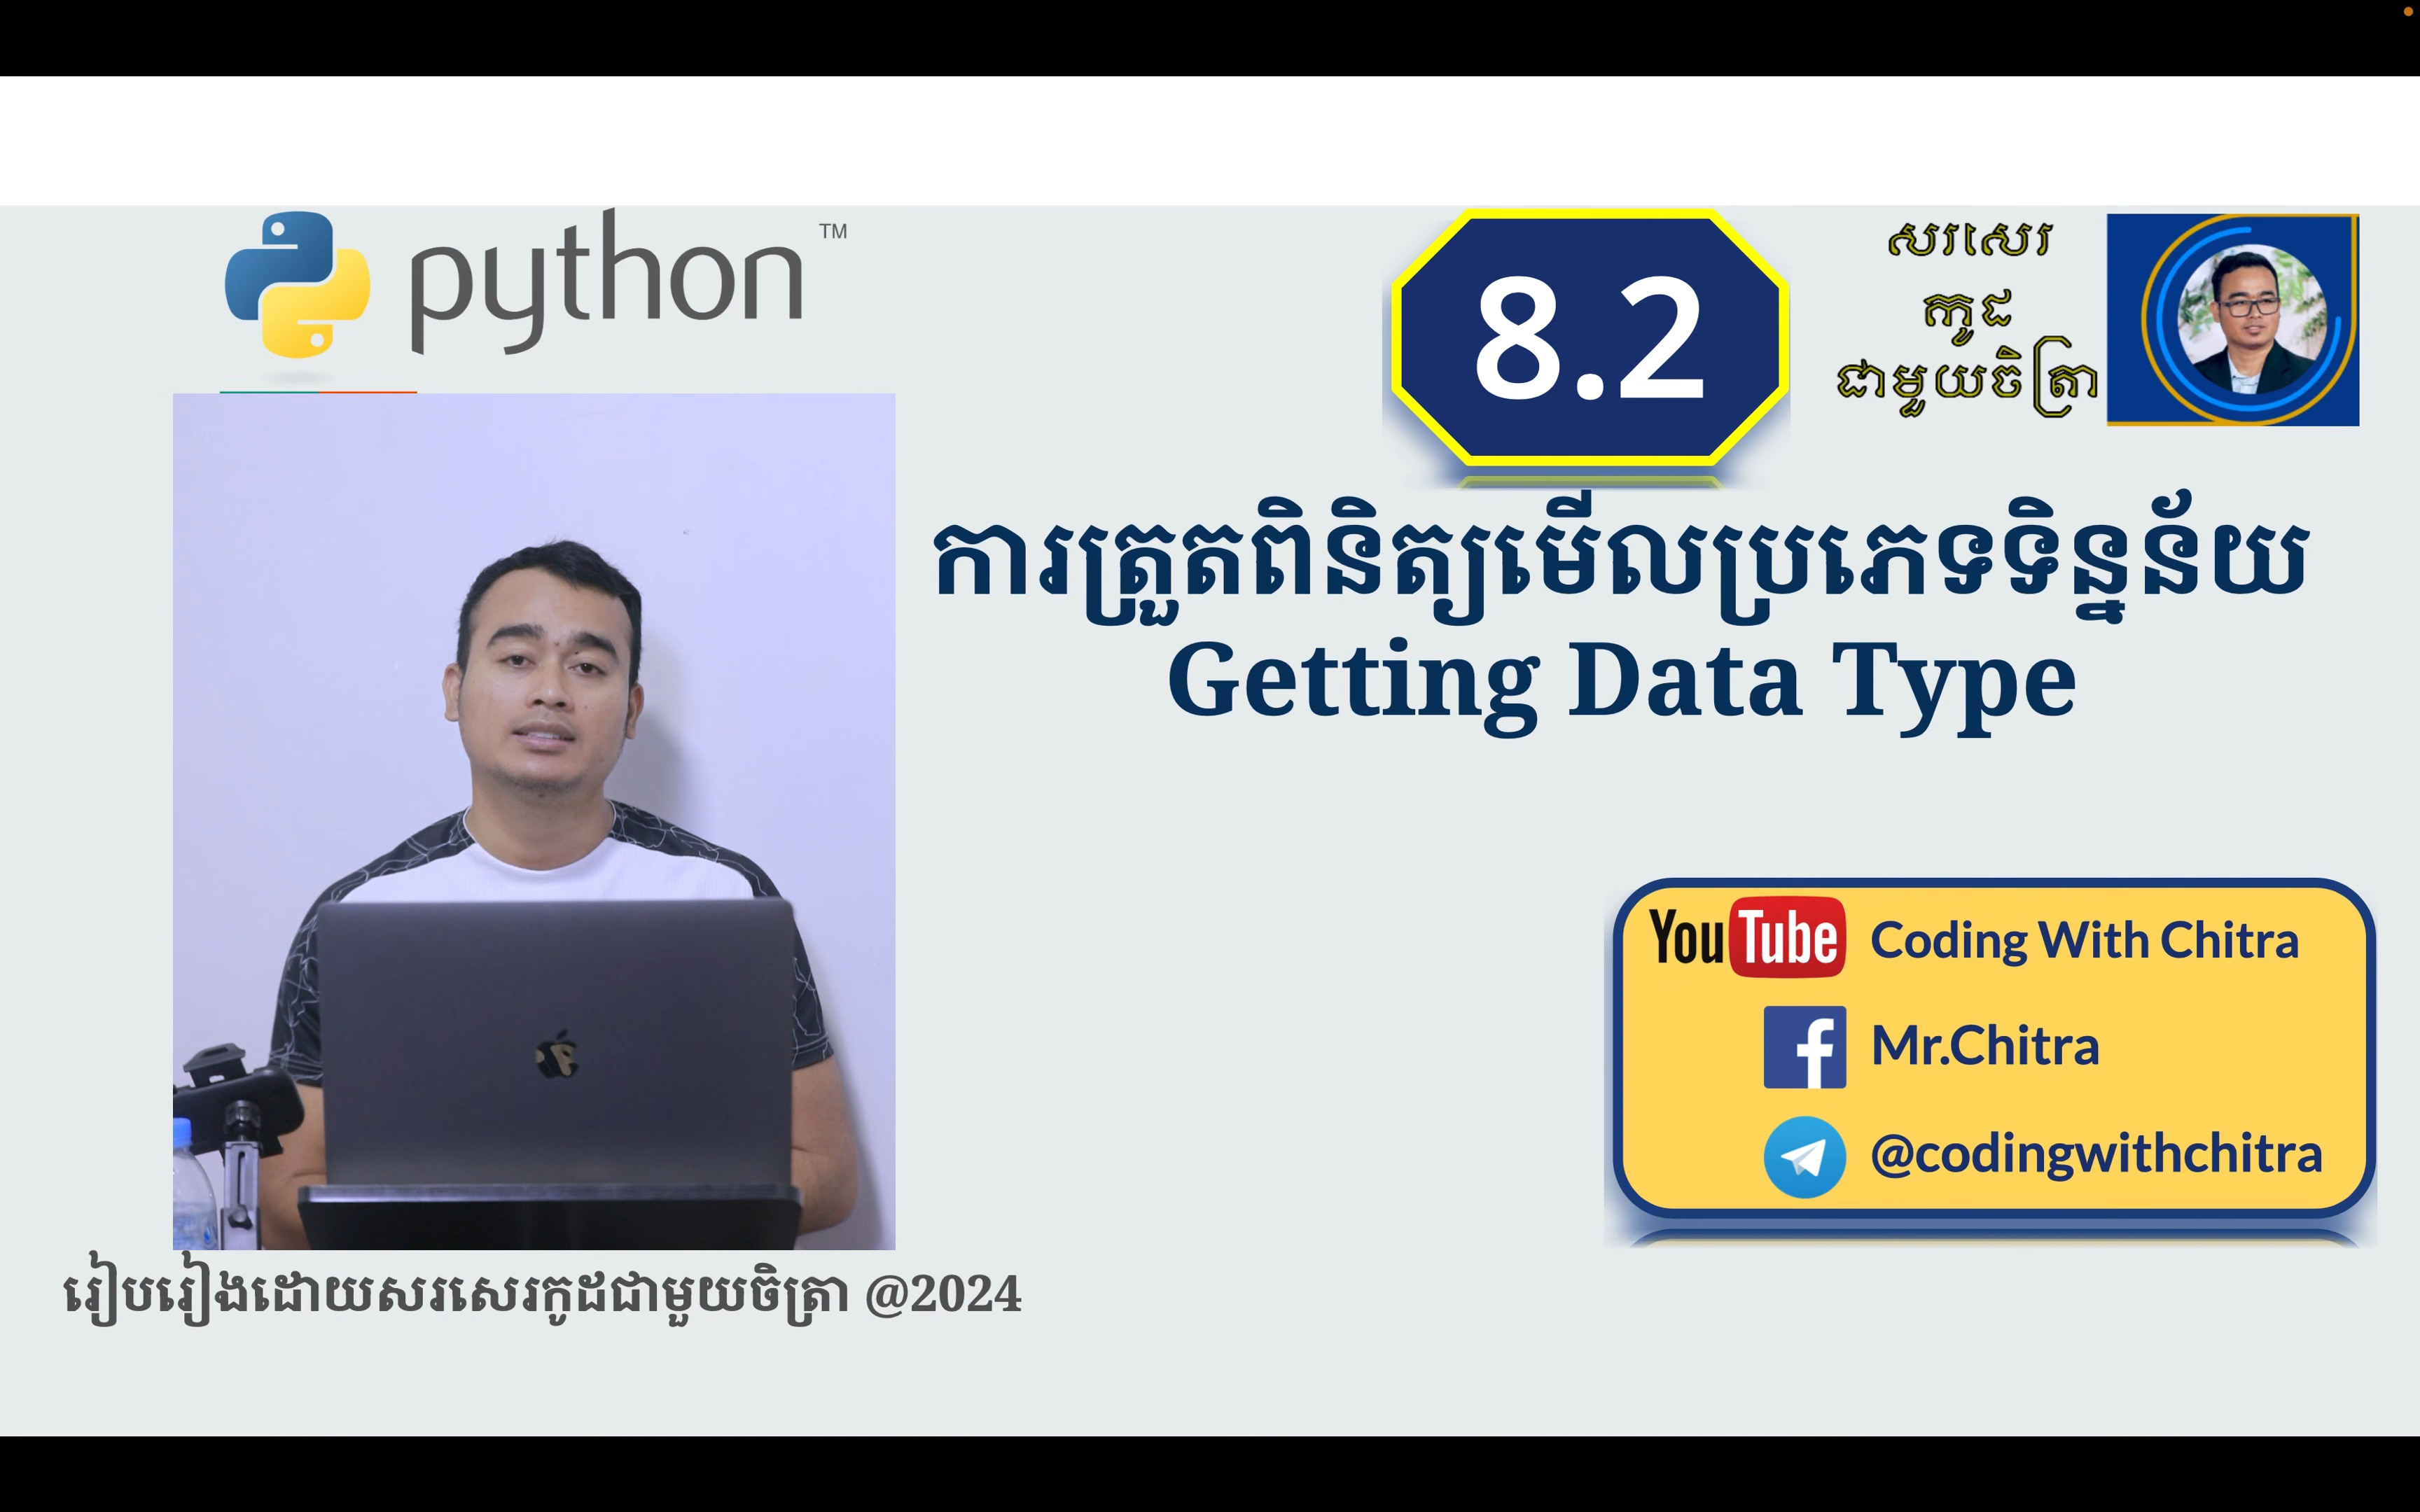 python™
8.2
សរសេរ
កូដ
ជាមួយចិត្រា
ការត្រួតពិនិត្យមើលប្រភេទទិន្នន័យ
Getting Data Type
YouTube Coding With Chitra
f Mr.Chitra
@codingwithchitra
រៀបរៀងដោយសរសេរកូដជាមួយចិត្រា @2024